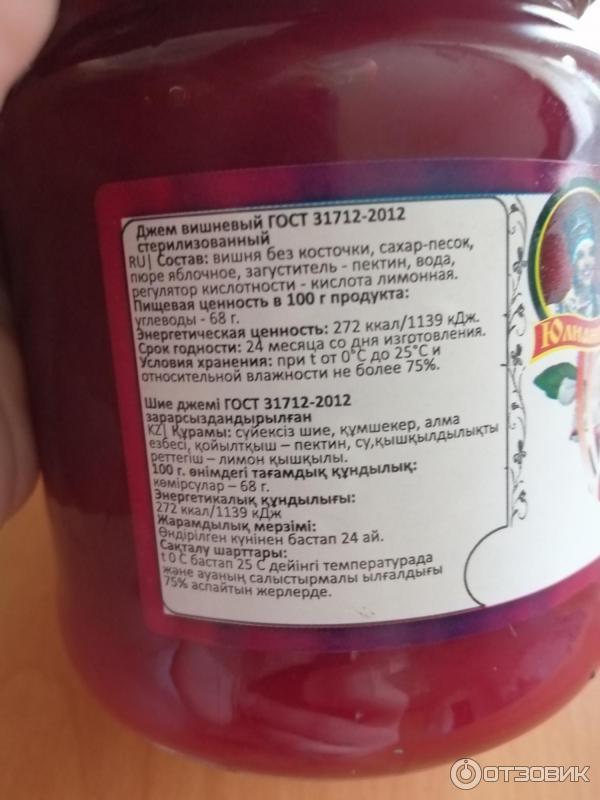 Джем вишневый ГОСТ 31712-2012
стерилизованный
RU| Состав: вишня без косточки, сахар-песок,
пюре яблочное, загуститель - пектин, вода,
регулятор кислотности - кислота лимонная.
Пищевая ценность в 100 г продукта:
углеводы - 68 г.
Энергетическая ценность: 272 ккал/1139 кДж.
Срок годности: 24 месяца со дня изготовления.
Условия хранения: при t от 0°С до 25°С и
относительной влажности не более 75%.
Шие джемі ГОСТ 31712-2012
зарарсыздандырылған
KZ| Құрамы: сүйексіз шие, құмшекер, алма
езбесі, қойылтқыш – пектин, су,қышқылдылықты
реттегіш – лимон қышқылы.
100 г. өнімдегі тағамдық құндылық:
көмірсулар – 68 г.
Энергетикалық құндылығы:
272 ккал/1139 кДж
Жарамдылық мерзімі:
Өндірілген күнінен бастап 24 ай.
Сақталу шарттары:
t 0 С бастап 25 С дейінгі температурада
және ауаның салыстырмалы ылғалдығы
75% аспайтын жерлерде.
ОТЗОВИК